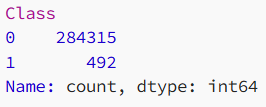 Class
0    284315
1       492
Name: count, dtype: int64